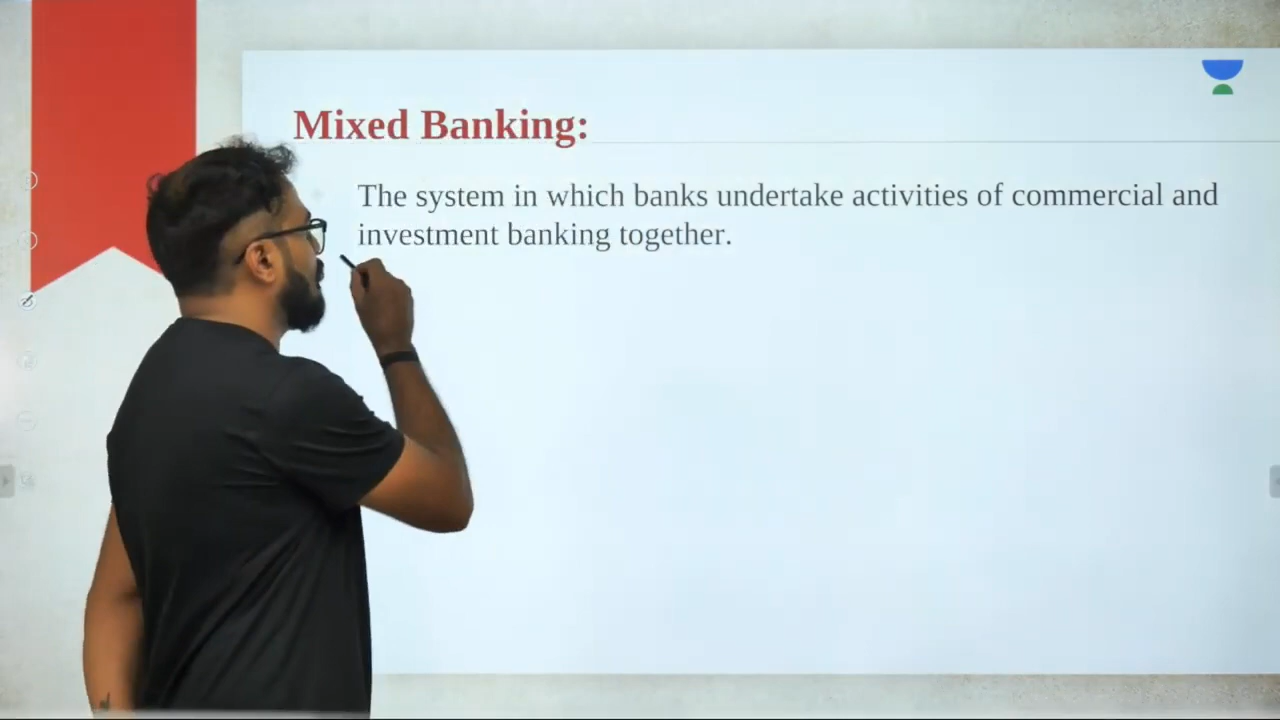 Mixed Banking:
The system in which banks undertake activities of commercial and
investment banking together.